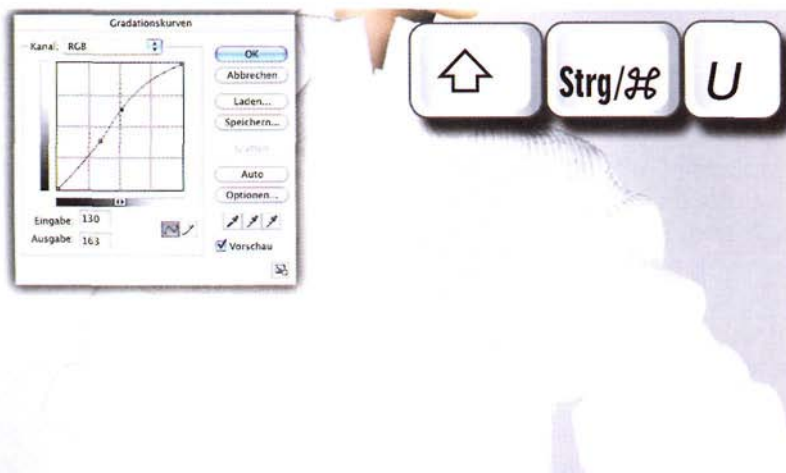 Gradationskurven
Kanal: RGB
OK
Abbrechen
Laden...
Speichern...
Glätten
Auto
Optionen...
Eingabe: 130
Ausgabe: 163
Vorschau
Strg/⌘ U